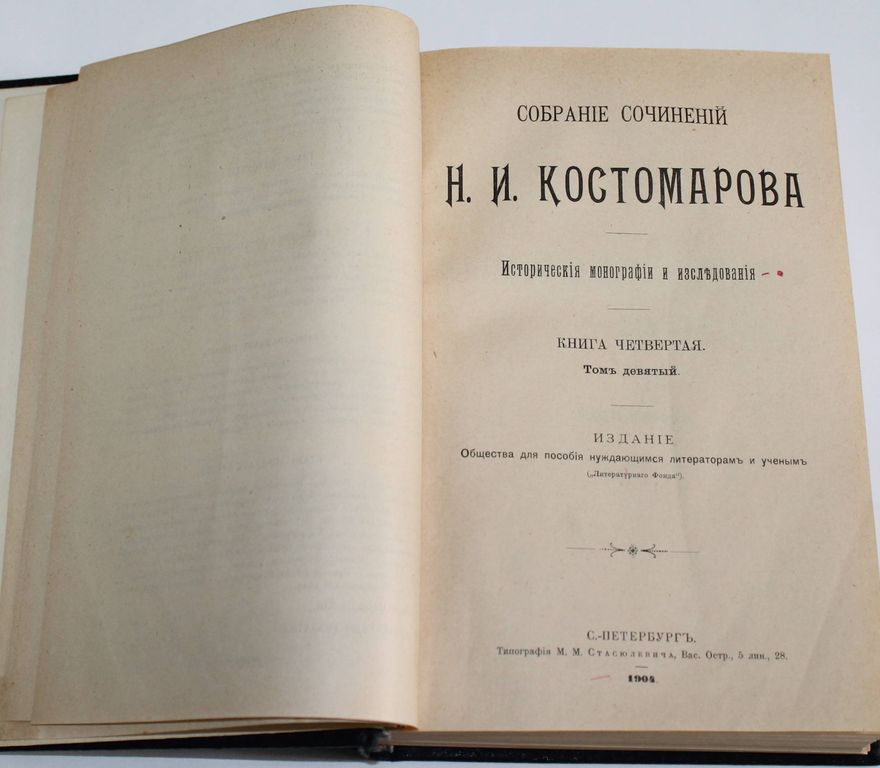 СОБРАНІЕ СОЧИНЕНІЙ
Н. И. КОСТОМАРОВА
Историческія монографіи и изслѣдованія
КНИГА ЧЕТВЕРТАЯ.
Томъ девятый.
ИЗДАНІЕ
Общества для пособія нуждающимся литераторамъ и ученымъ
(„Литературнаго Фонда“).
С.-ПЕТЕРБУРГЪ.
Типографія М. М. Стасюлевича, Вас. Остр., 5 лин., 28.
1904.